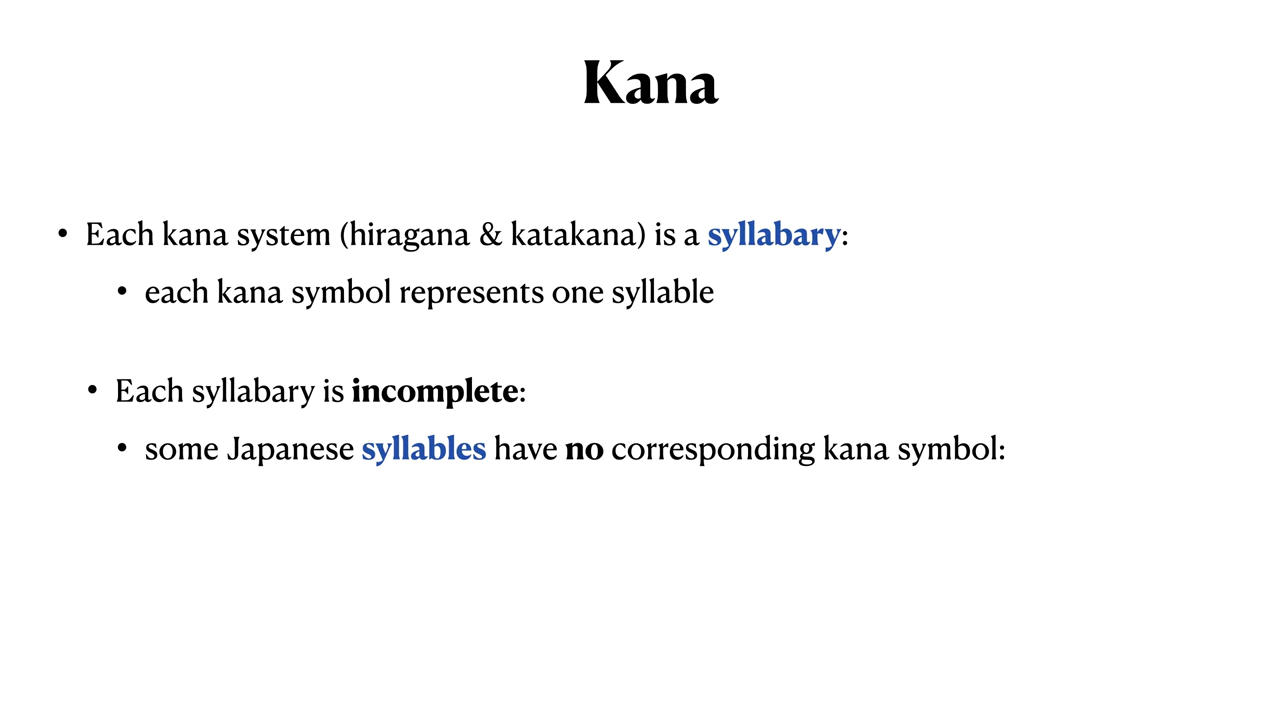 Kana
• Each kana system (hiragana & katakana) is a syllabary:
• each kana symbol represents one syllable
• Each syllabary is incomplete:
• some Japanese syllables have no corresponding kana symbol: